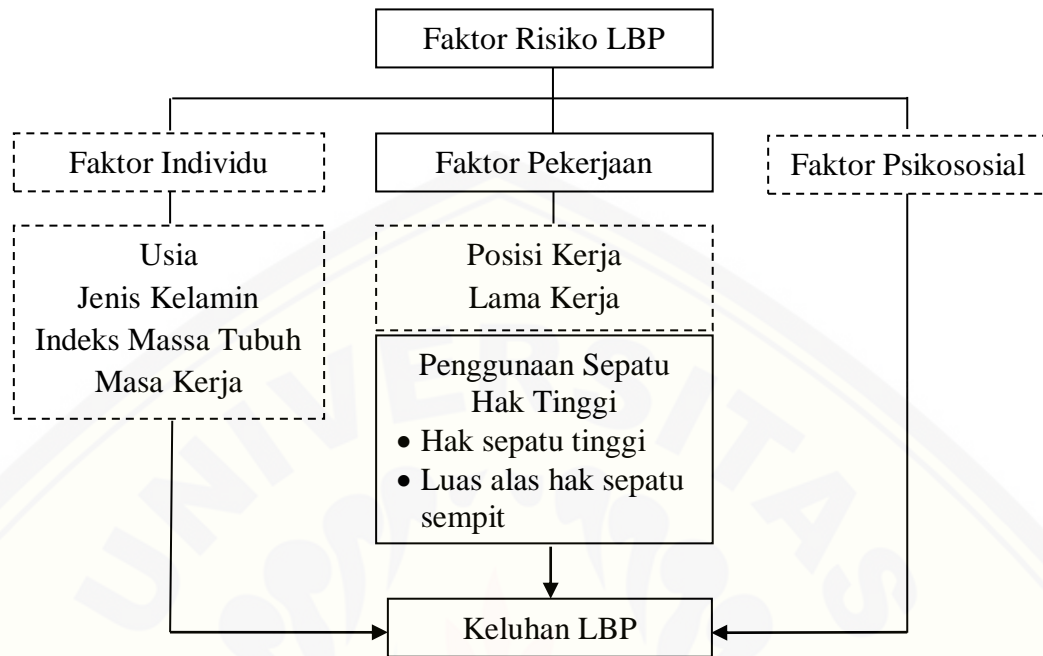 Faktor Risiko LBP
Faktor Individu
Faktor Pekerjaan
Faktor Psikososial
Usia
Jenis Kelamin
Indeks Massa Tubuh
Masa Kerja
Posisi Kerja
Lama Kerja
Penggunaan Sepatu
Hak Tinggi
• Hak sepatu tinggi
• Luas alas hak sepatu
sempit
Keluhan LBP
UNIVERSITAS